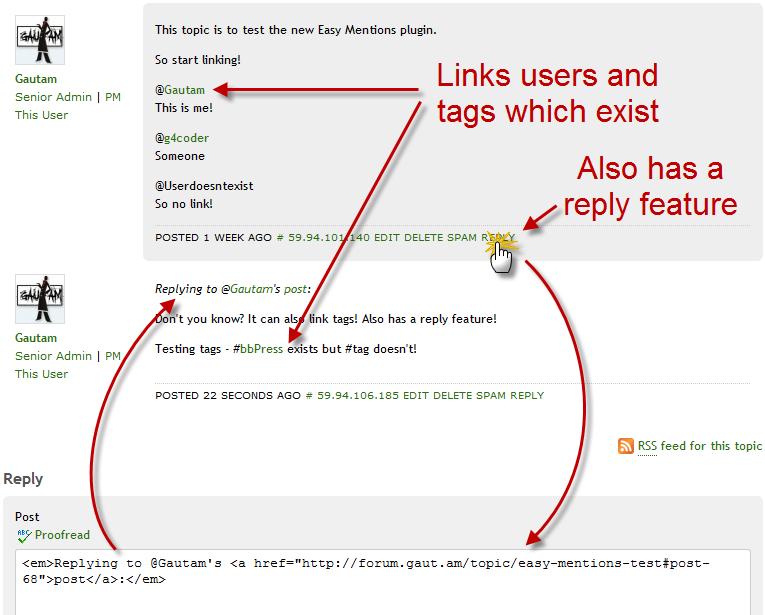 GAUTAM
Gautam
Senior Admin | PM
This User
This topic is to test the new Easy Mentions plugin.
So start linking!
@Gautam
This is me!
@g4coder
Someone
@Userdoesntexist
So no link!
Links users and
tags which exist
Also has a
reply feature
POSTED 1 WEEK AGO # 59.94.101.140 EDIT DELETE SPAM REPLY
GAUTAM
Gautam
Senior Admin | PM
This User
Replying to @Gautam's post:
Don't you know? It can also link tags! Also has a reply feature!
Testing tags - #bbPress exists but #tag doesn't!
POSTED 22 SECONDS AGO # 59.94.106.185 EDIT DELETE SPAM REPLY
RSS feed for this topic
Reply
Post
ABC Proofread
<em>Replying to @Gautam's <a href="http://forum.gaut.am/topic/easy-mentions-test#post-
68">post</a>:</em>